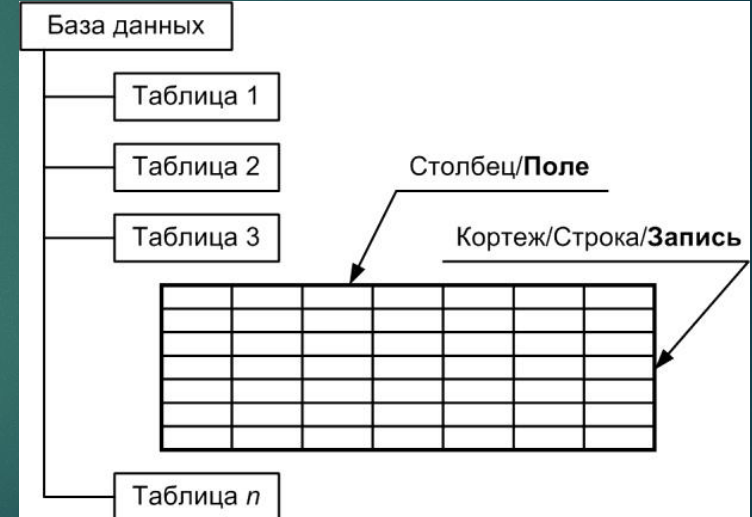 База данных
Таблица 1
Таблица 2
Столбец/Поле
Таблица 3
Кортеж/Строка/Запись
Таблица n